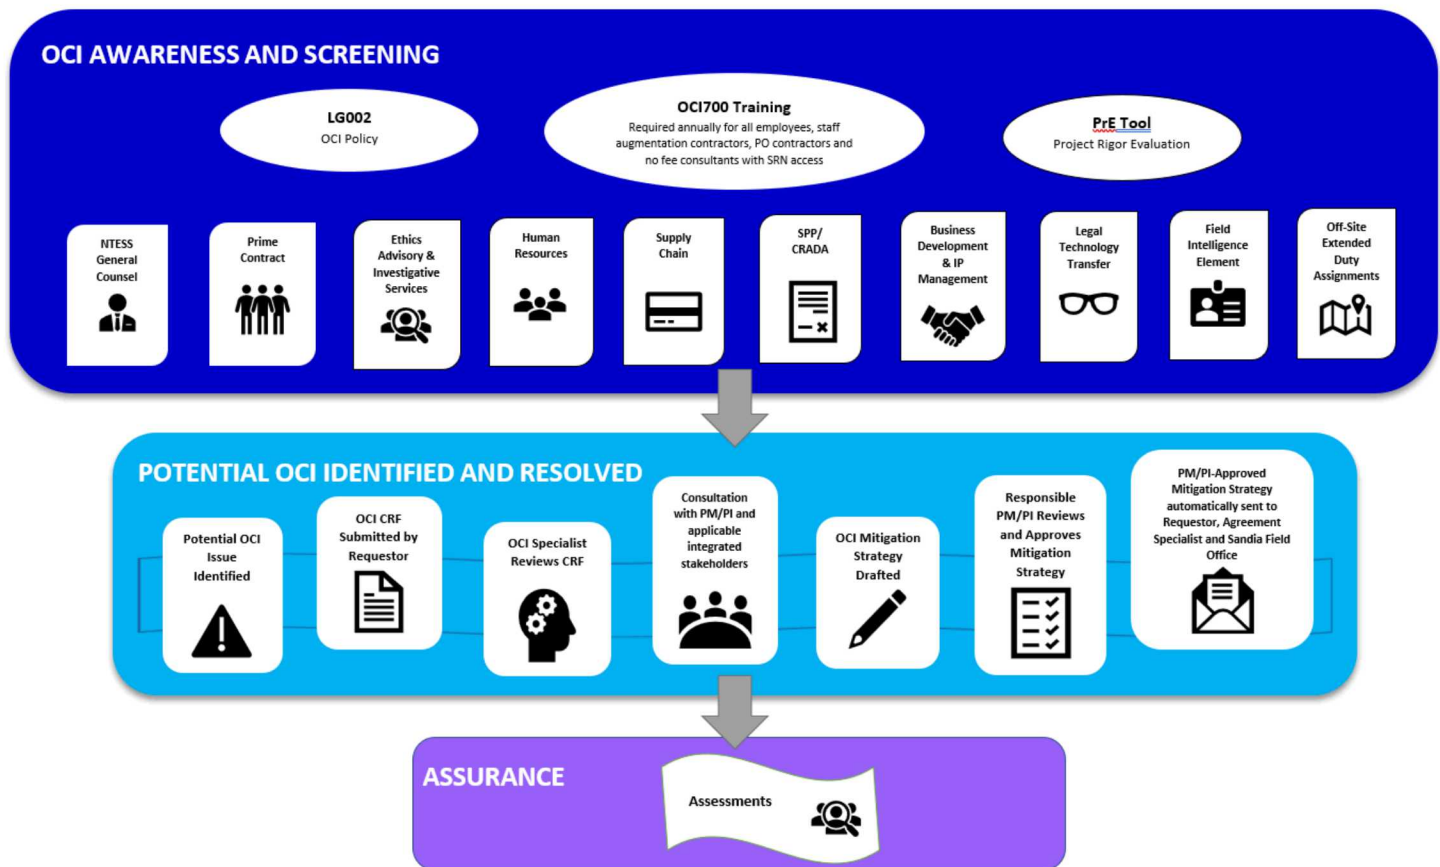 OCI AWARENESS AND SCREENING
LG002
OCI Policy
OCI700 Training
Required annually for all employees, staff
augmentation contractors, PO contractors and
no fee consultants with SRN access
PrE Tool
Project Rigor Evaluation
NTESS
General
Counsel
Prime
Contract
Ethics
Advisory &
Investigative
Services
Human
Resources
Supply
Chain
SPP/
CRADA
Business
Development
& IP
Management
Legal
Technology
Transfer
Field
Intelligence
Element
Off-Site
Extended
Duty
Assignments
POTENTIAL OCI IDENTIFIED AND RESOLVED
Potential OCI
Issue
Identified
OCI CRF
Submitted by
Requestor
OCI Specialist
Reviews CRF
Consultation
with PM/PI and
applicable
integrated
stakeholders
OCI Mitigation
Strategy
Drafted
Responsible
PM/PI Reviews
and Approves
Mitigation
Strategy
PM/PI-Approved
Mitigation Strategy
automatically sent to
Requestor, Agreement
Specialist and Sandia Field
Office
ASSURANCE
Assessments